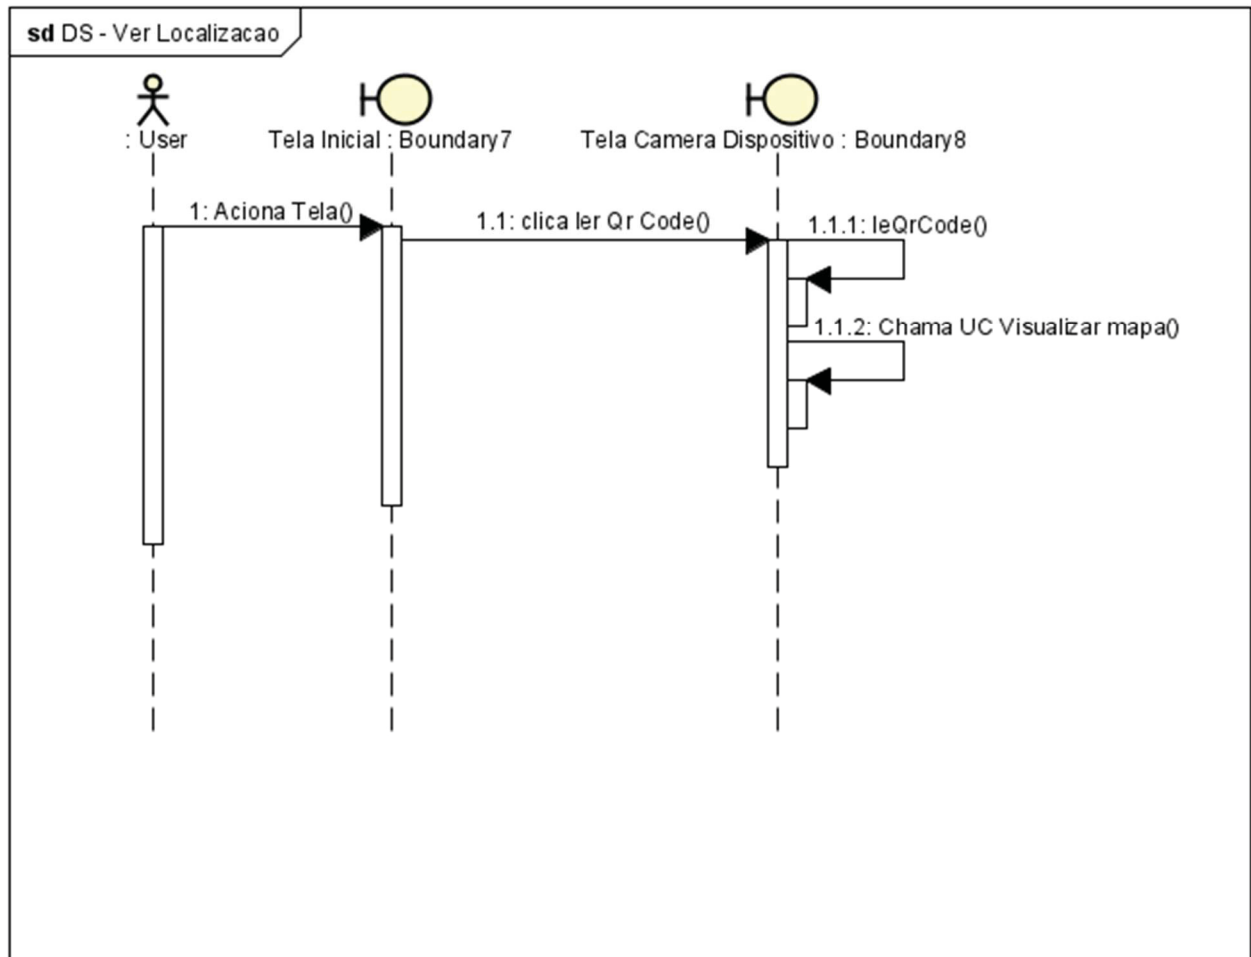 sd DS - Ver Localizacao
: User
Tela Inicial : Boundary7
Tela Camera Dispositivo : Boundary8
1: Aciona Tela()
1.1: clica ler Qr Code()
1.1.1: leQrCode()
1.1.2: Chama UC Visualizar mapa()